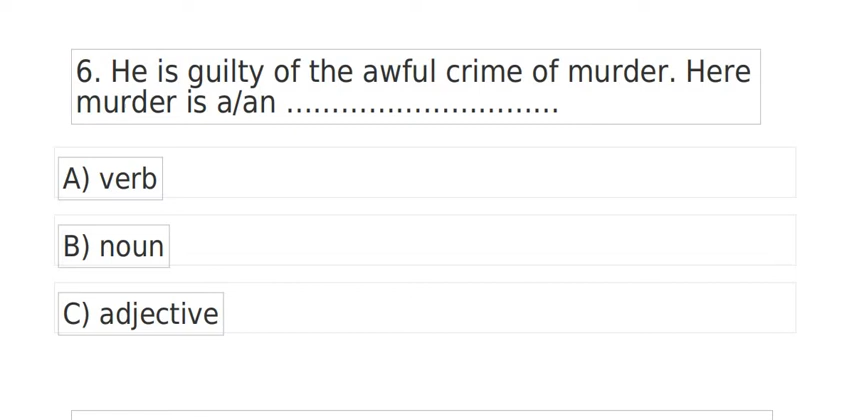 6. He is guilty of the awful crime of murder. Here
murder is a/an ..............................
A) verb
B) noun
C) adjective